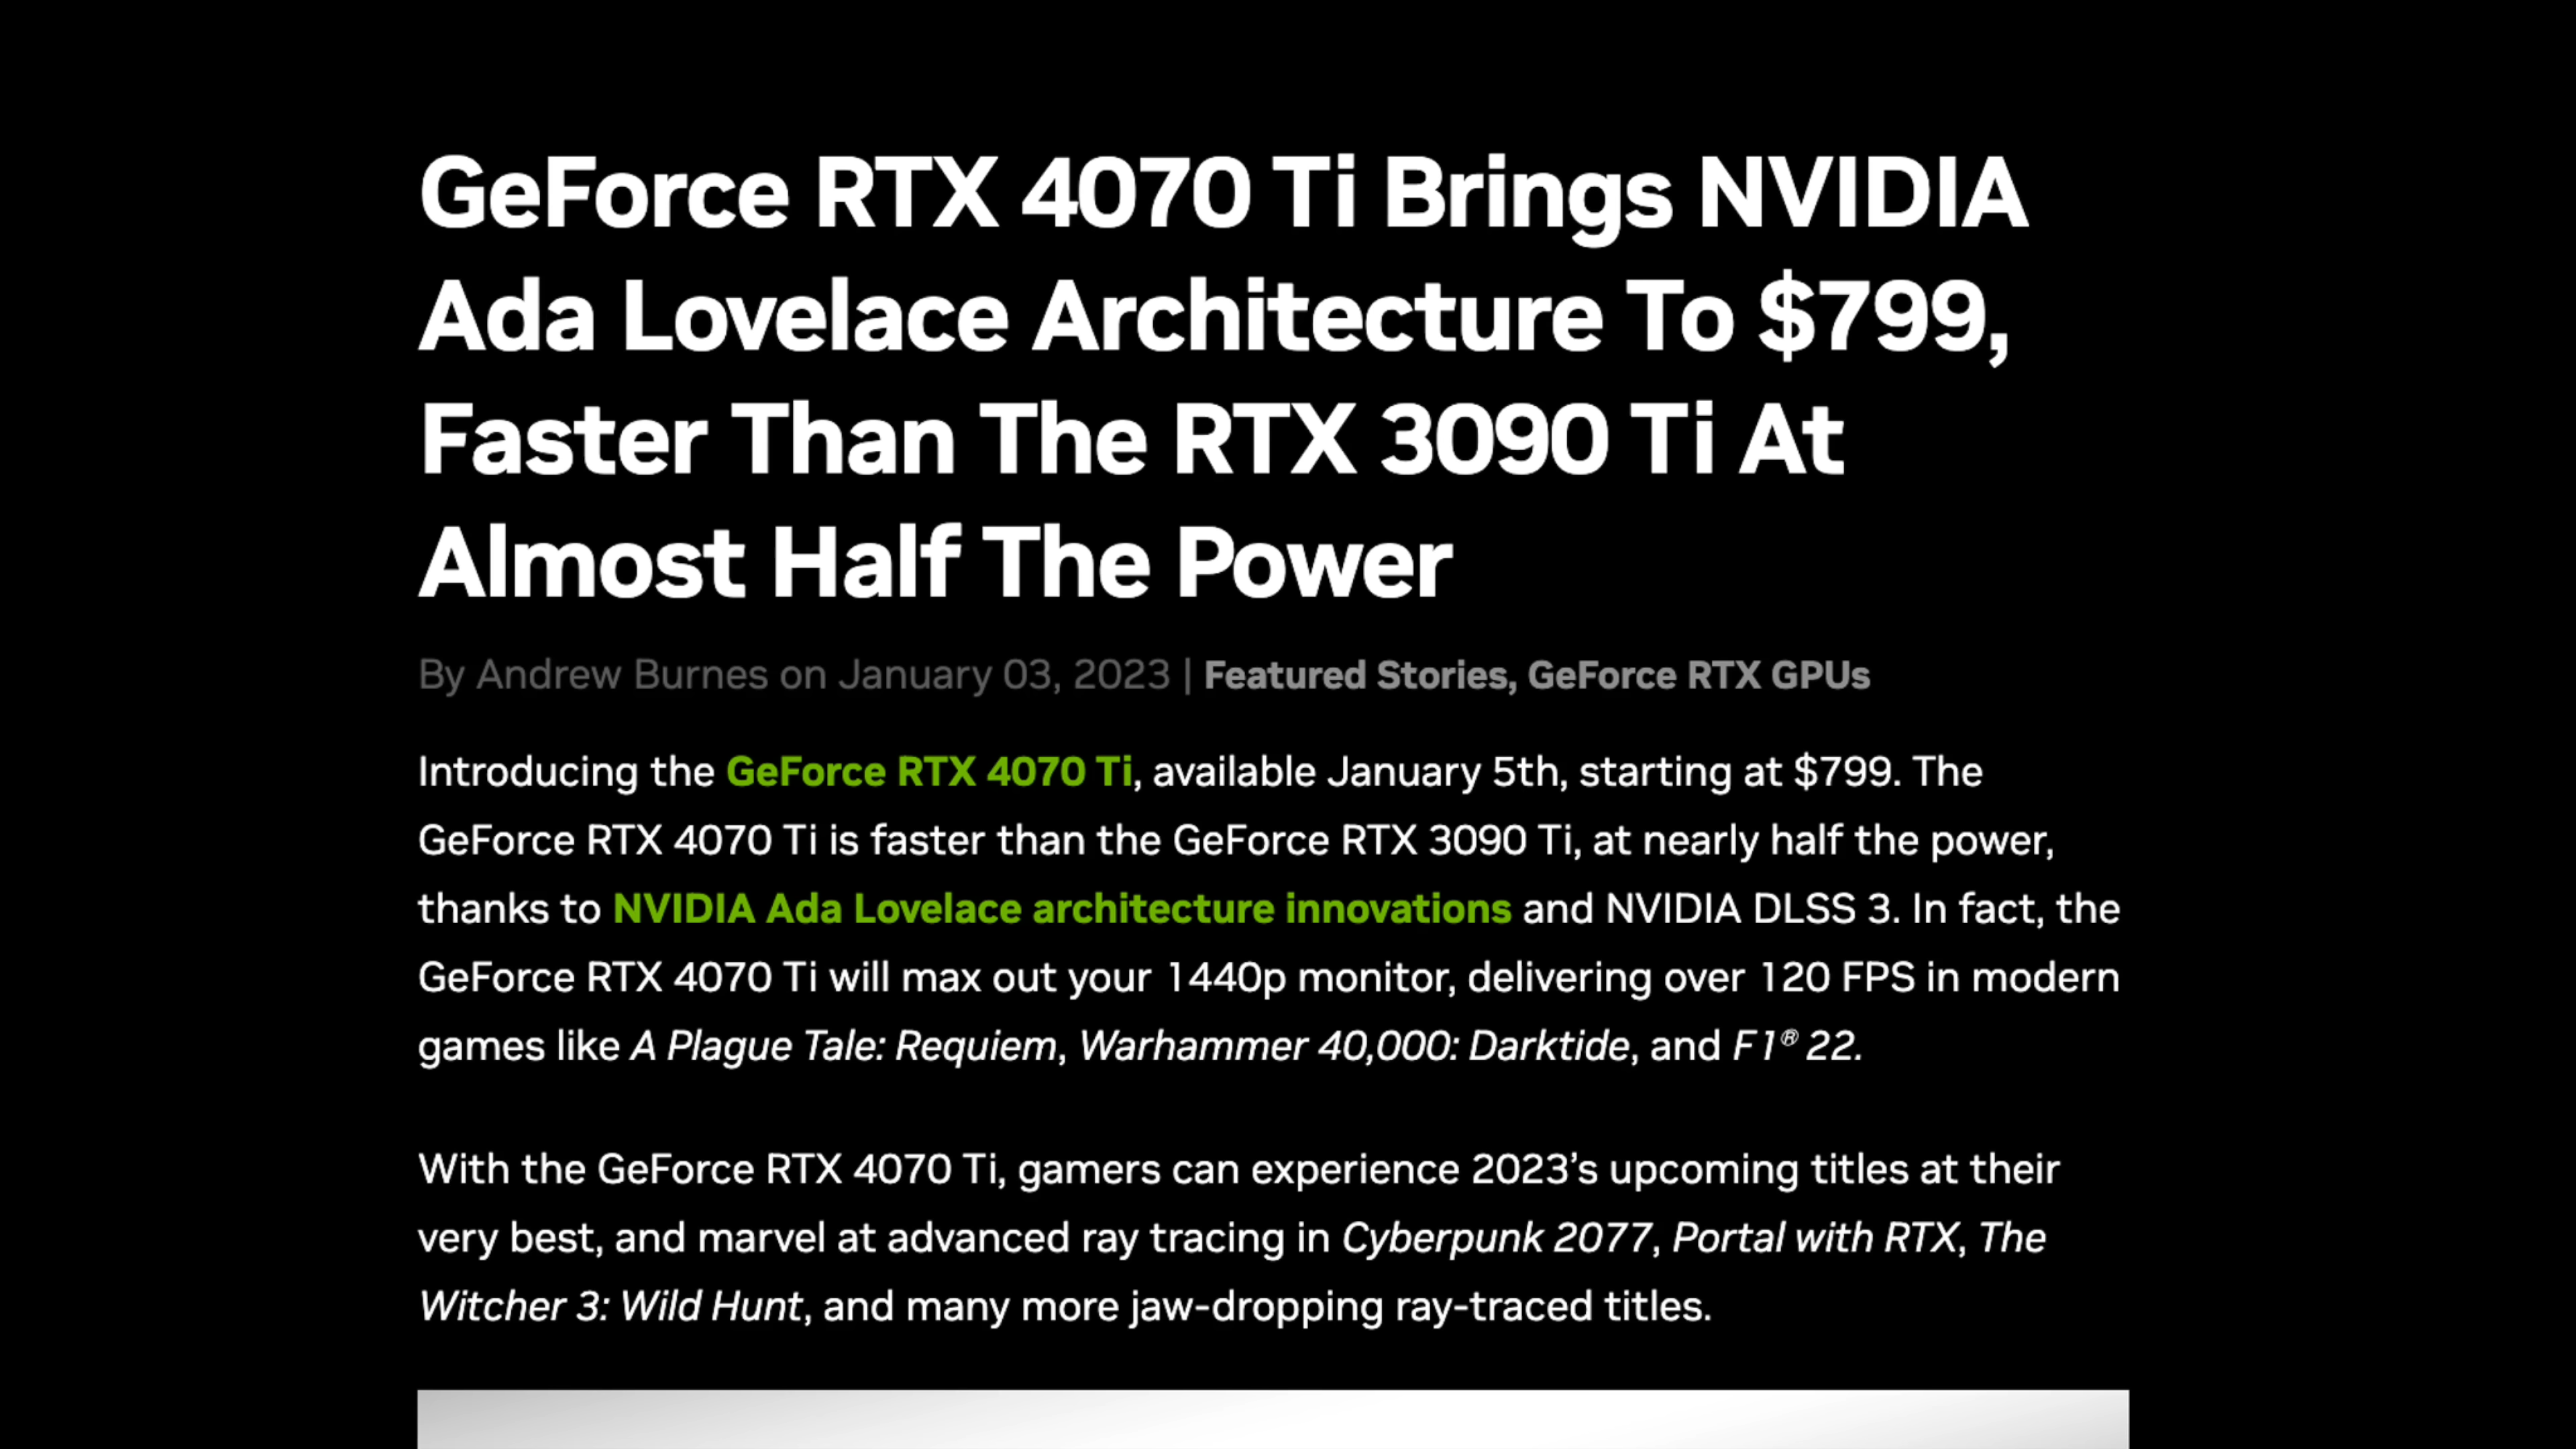 GeForce RTX 4070 Ti Brings NVIDIA
Ada Lovelace Architecture To $799,
Faster Than The RTX 3090 Ti At
Almost Half The Power
By Andrew Burnes on January 03, 2023 | Featured Stories, GeForce RTX GPUs
Introducing the GeForce RTX 4070 Ti, available January 5th, starting at $799. The
GeForce RTX 4070 Ti is faster than the GeForce RTX 3090 Ti, at nearly half the power,
thanks to NVIDIA Ada Lovelace architecture innovations and NVIDIA DLSS 3. In fact, the
GeForce RTX 4070 Ti will max out your 1440p monitor, delivering over 120 FPS in modern
games like A Plague Tale: Requiem, Warhammer 40,000: Darktide, and F1® 22.
With the GeForce RTX 4070 Ti, gamers can experience 2023’s upcoming titles at their
very best, and marvel at advanced ray tracing in Cyberpunk 2077, Portal with RTX, The
Witcher 3: Wild Hunt, and many more jaw-dropping ray-traced titles.